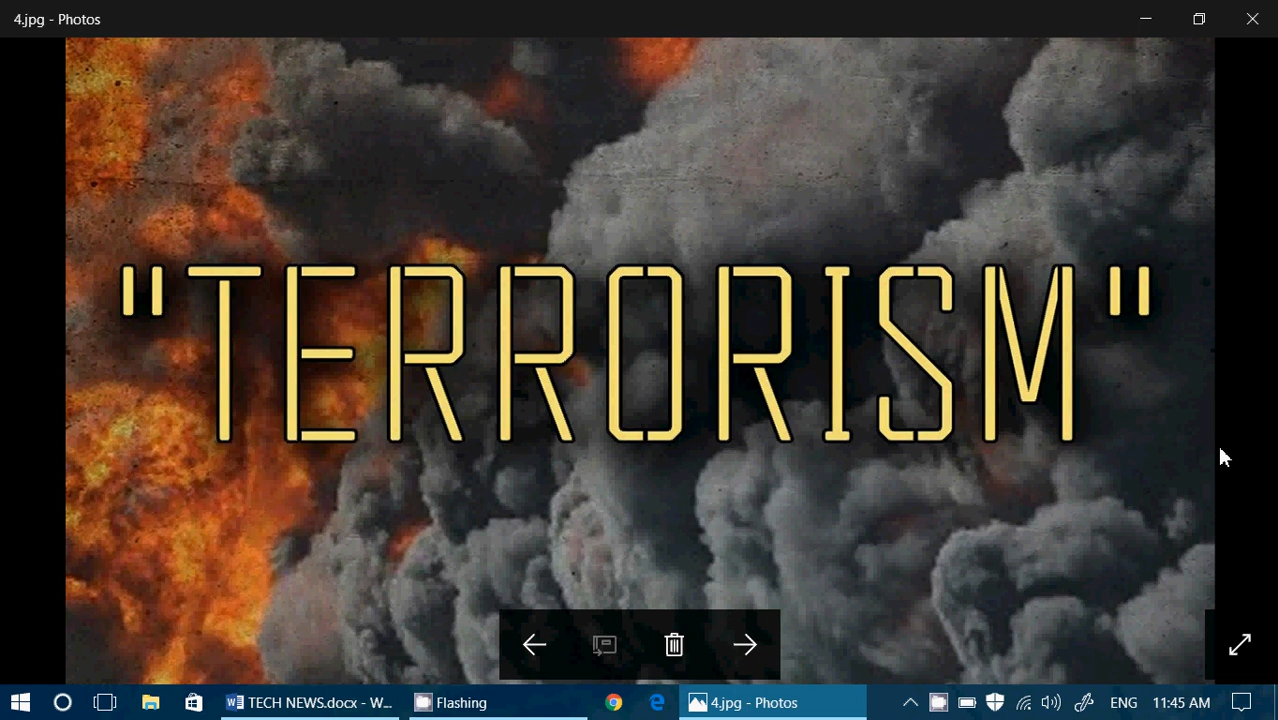 4.jpg - Photos
"TERRORISM"
TECH NEWS.docx - W...
Flashing
4.jpg - Photos
ENG
11:45 AM